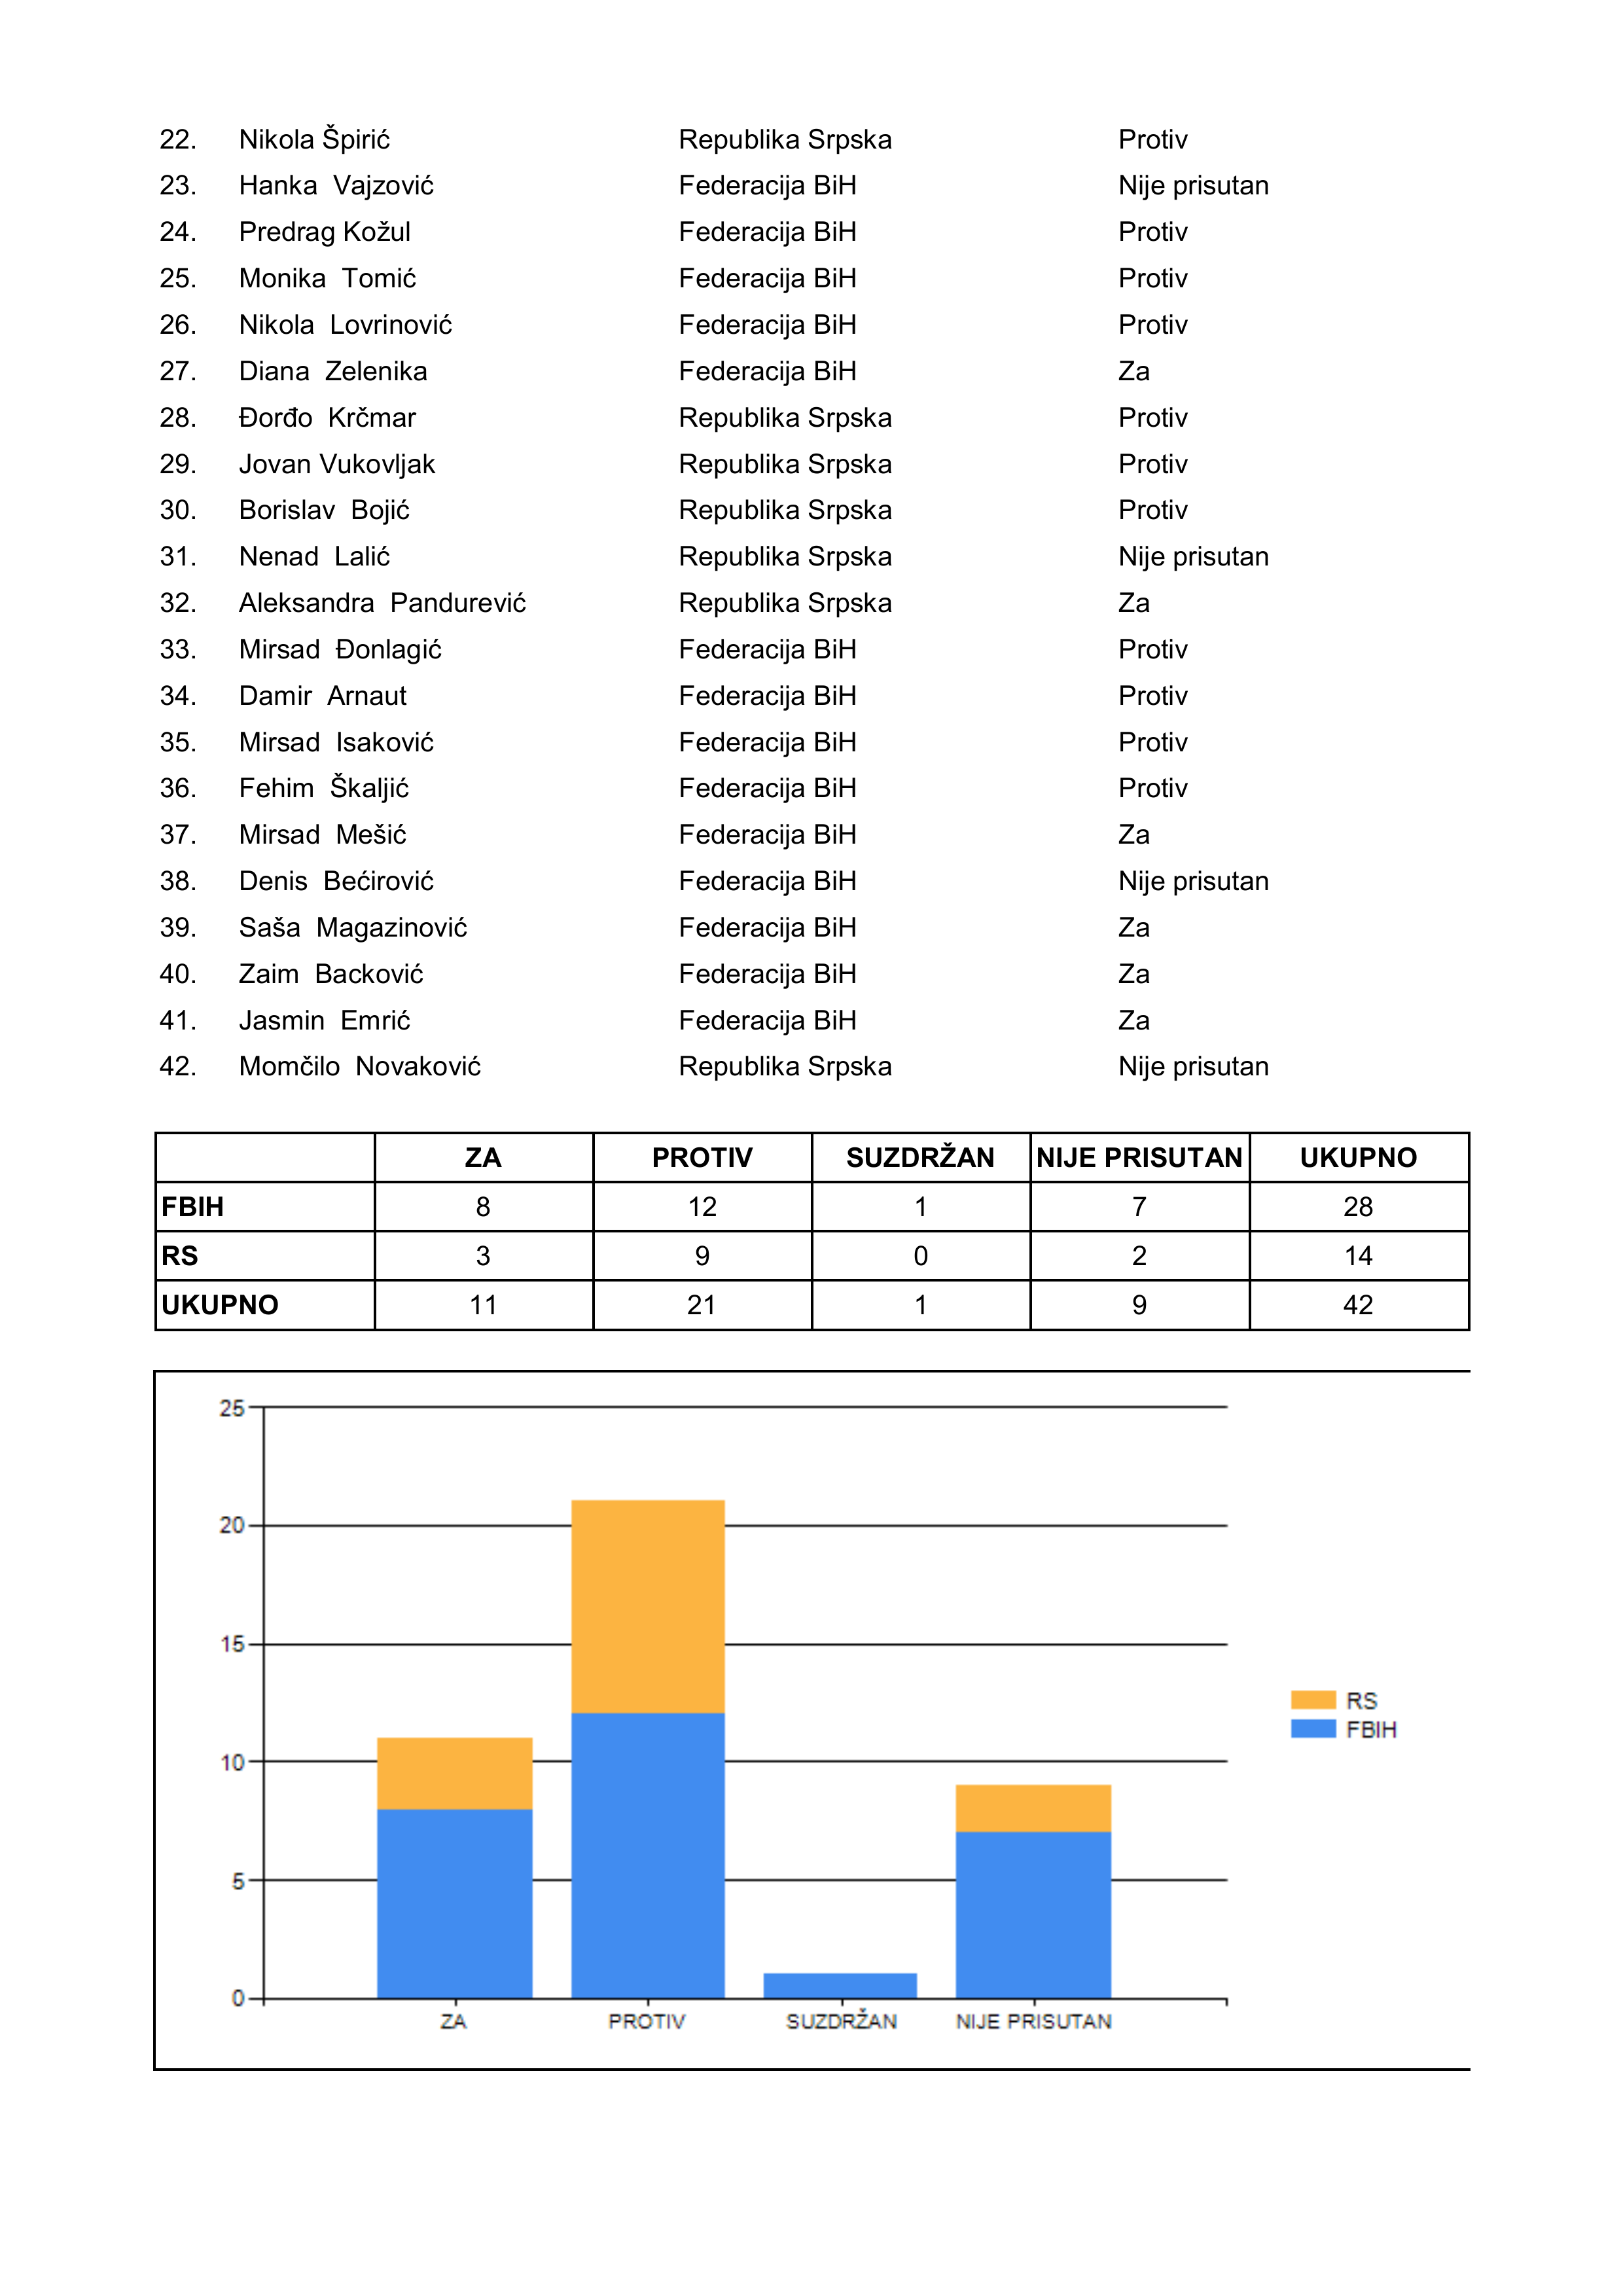 22. Nikola Špirić Republika Srpska Protiv
23. Hanka Vajzović Federacija BiH Nije prisutan
24. Predrag Kožul Federacija BiH Protiv
25. Monika Tomić Federacija BiH Protiv
26. Nikola Lovrinović Federacija BiH Protiv
27. Diana Zelenika Federacija BiH Za
28. Đorđo Krčmar Republika Srpska Protiv
29. Jovan Vukovljak Republika Srpska Protiv
30. Borislav Bojić Republika Srpska Protiv
31. Nenad Lalić Republika Srpska Nije prisutan
32. Aleksandra Pandurević Republika Srpska Za
33. Mirsad Đonlagić Federacija BiH Protiv
34. Damir Arnaut Federacija BiH Protiv
35. Mirsad Isaković Federacija BiH Protiv
36. Fehim Škaljić Federacija BiH Protiv
37. Mirsad Mešić Federacija BiH Za
38. Denis Bećirović Federacija BiH Nije prisutan
39. Saša Magazinović Federacija BiH Za
40. Zaim Backović Federacija BiH Za
41. Jasmin Emrić Federacija BiH Za
42. Momčilo Novaković Republika Srpska Nije prisutan
ZA PROTIV SUZDRŽAN NIJE PRISUTAN UKUPNO
FBIH 8 12 1 7 28
RS 3 9 0 2 14
UKUPNO 11 21 1 9 42
25
20
15
10
5
0
ZA PROTIV SUZDRŽAN NIJE PRISUTAN
RS
FBIH